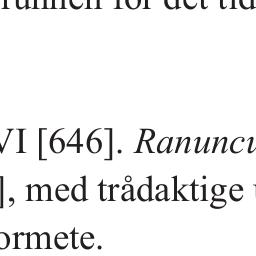 for det
VI [646]. Ranuncu
], med trådaktige
ormete.